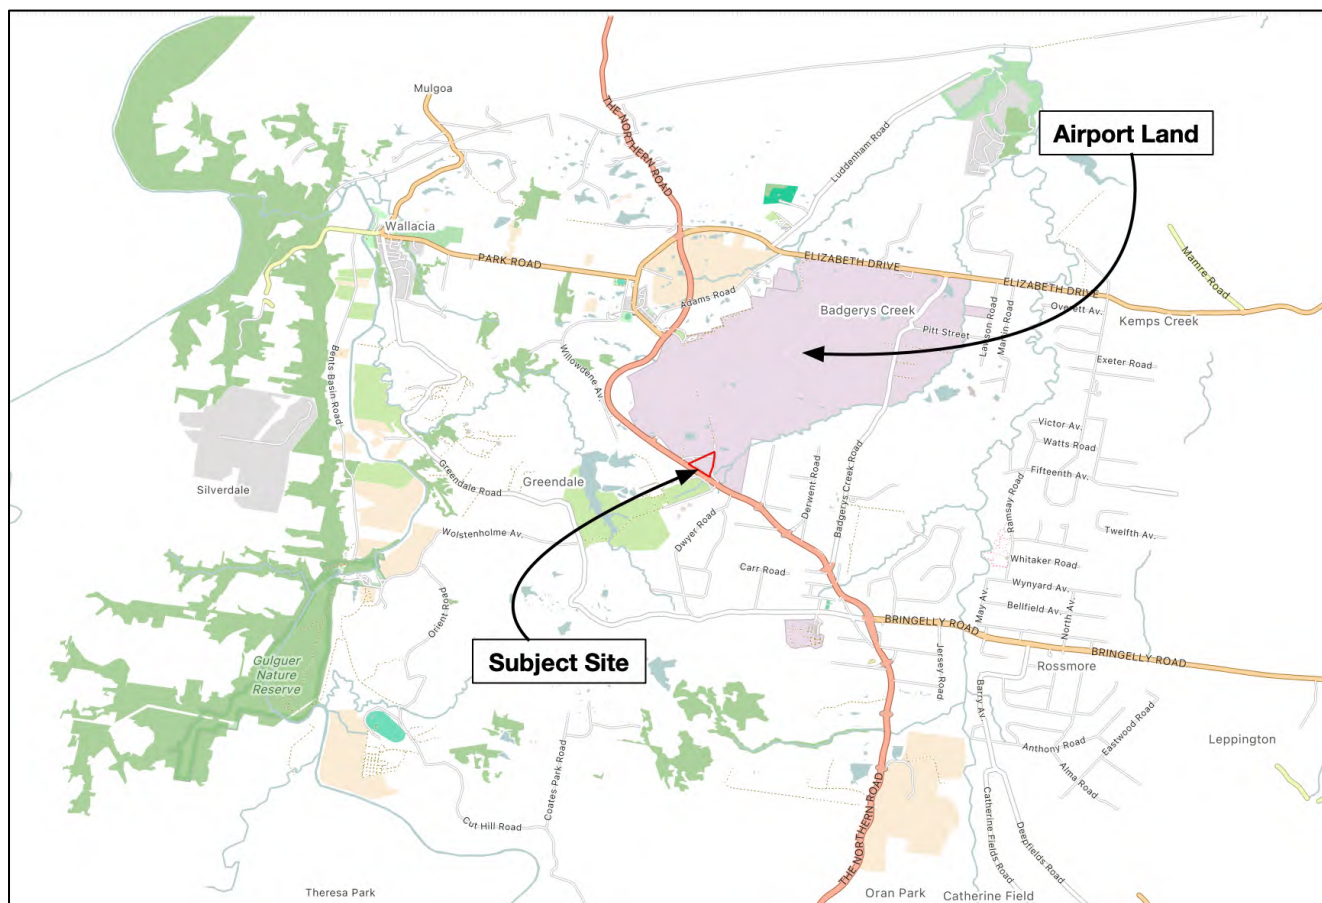 Mulgoa
THE NORTHERN ROAD
Luddenham Road
Airport Land
Wallacia
PARK ROAD
ELIZABETH DRIVE
Mamre Road
Adams Road
ELIZABETH DRIVE
Badgerys Creek
Overett Av.
Kemps Creek
Pitt Street
Lawson Road
Martin Road
Willowdene Av.
Bents Basin Road
Exeter Road
Victor Av.
Watts Road
Fifteenth Av.
Silverdale
Greendale Road
Greendale
Derwent Road
Badgerys Creek Road
Ramsay Road
Wolstenholme Av.
Dwyer Road
Twelfth Av.
Carr Road
Whitaker Road
Wynyard Av.
Bellfield Av.
May Av.
North Av.
Orient Road
BRINGELLY ROAD
BRINGELLY ROAD
Subject Site
Gulguer
Nature
Reserve
Jersey Road
Rossmore
Barry Av.
Anthony Road
Eastwood Road
Alma Road
Leppington
Coates Park Road
Cut Hill Road
THE NORTHERN ROAD
Catherine Fields Road
Deepfields Road
Theresa Park
Oran Park
Catherine Field